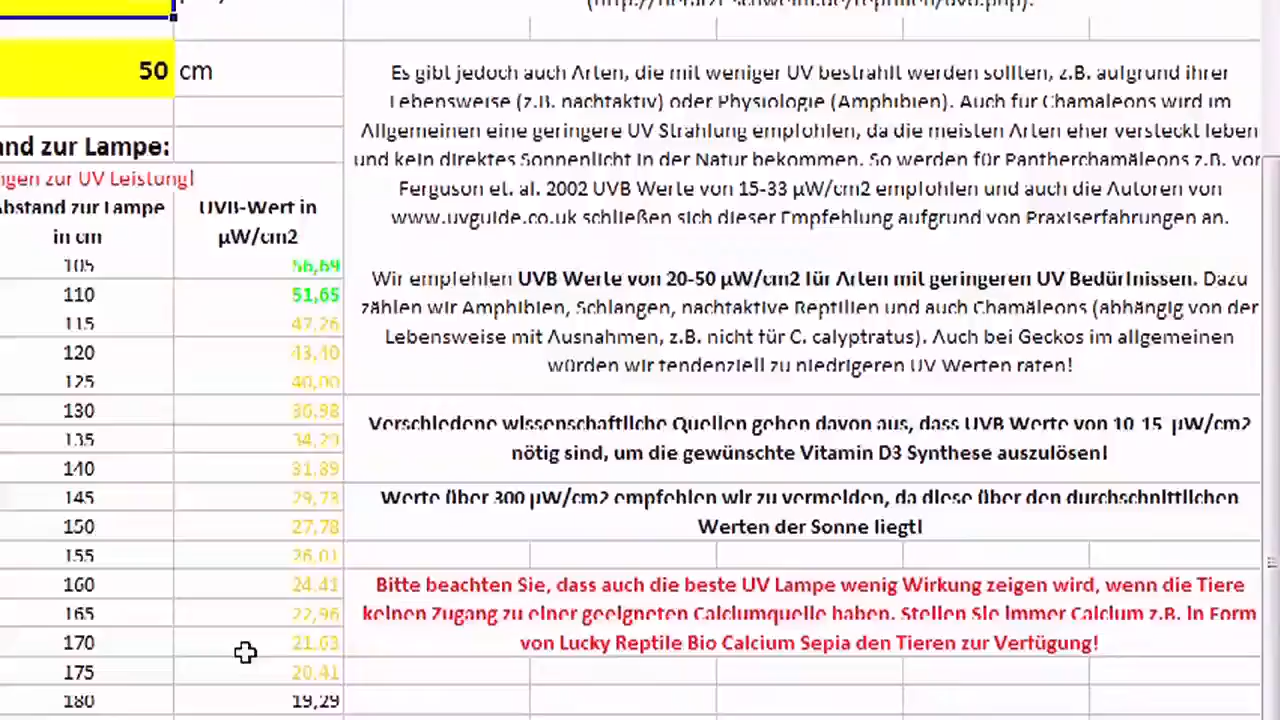 50 cm
and zur Lampe:
ngen zur UV Leistung!
Abstand zur Lampe in cm
UVB-Wert in µW/cm2
105 56,69
110 51,65
115 47,26
120 43,40
125 40,00
130 36,98
135 34,29
140 31,89
145 29,73
150 27,78
155 26,01
160 24,41
165 22,96
170 21,63
175 20,41
180 19,29
Es gibt jedoch auch Arten, die mit weniger UV bestrahlt werden sollten, z.B. aufgrund ihrer
Lebensweise (z.B. nachtaktiv) oder Physiologie (Amphibien). Auch für Chamäleons wird im
Allgemeinen eine geringere UV Strahlung empfohlen, da die meisten Arten eher versteckt leben
und kein direktes Sonnenlicht in der Natur bekommen. So werden für Pantherchamäleons z.B. von
Ferguson et. al. 2002 UVB Werte von 15-33 µW/cm2 empfohlen und auch die Autoren von
www.uvguide.co.uk schließen sich dieser Empfehlung aufgrund von Praxiserfahrungen an.
Wir empfehlen UVB Werte von 20-50 µW/cm2 für Arten mit geringeren UV Bedürfnissen. Dazu
zählen wir Amphibien, Schlangen, nachtaktive Reptilien und auch Chamäleons (abhängig von der
Lebensweise mit Ausnahmen, z.B. nicht für C. calyptratus). Auch bei Geckos im allgemeinen
würden wir tendenziell zu niedrigeren UV Werten raten!
Verschiedene wissenschaftliche Quellen gehen davon aus, dass UVB Werte von 10-15 µW/cm2
nötig sind, um die gewünschte Vitamin D3 Synthese auszulösen!
Werte über 300 µW/cm2 empfehlen wir zu vermeiden, da diese über den durchschnittlichen
Werten der Sonne liegt!
Bitte beachten Sie, dass auch die beste UV Lampe wenig Wirkung zeigen wird, wenn die Tiere
keinen Zugang zu einer geeigneten Calciumquelle haben. Stellen Sie immer Calcium z.B. in Form
von Lucky Reptile Bio Calcium Sepia den Tieren zur Verfügung!